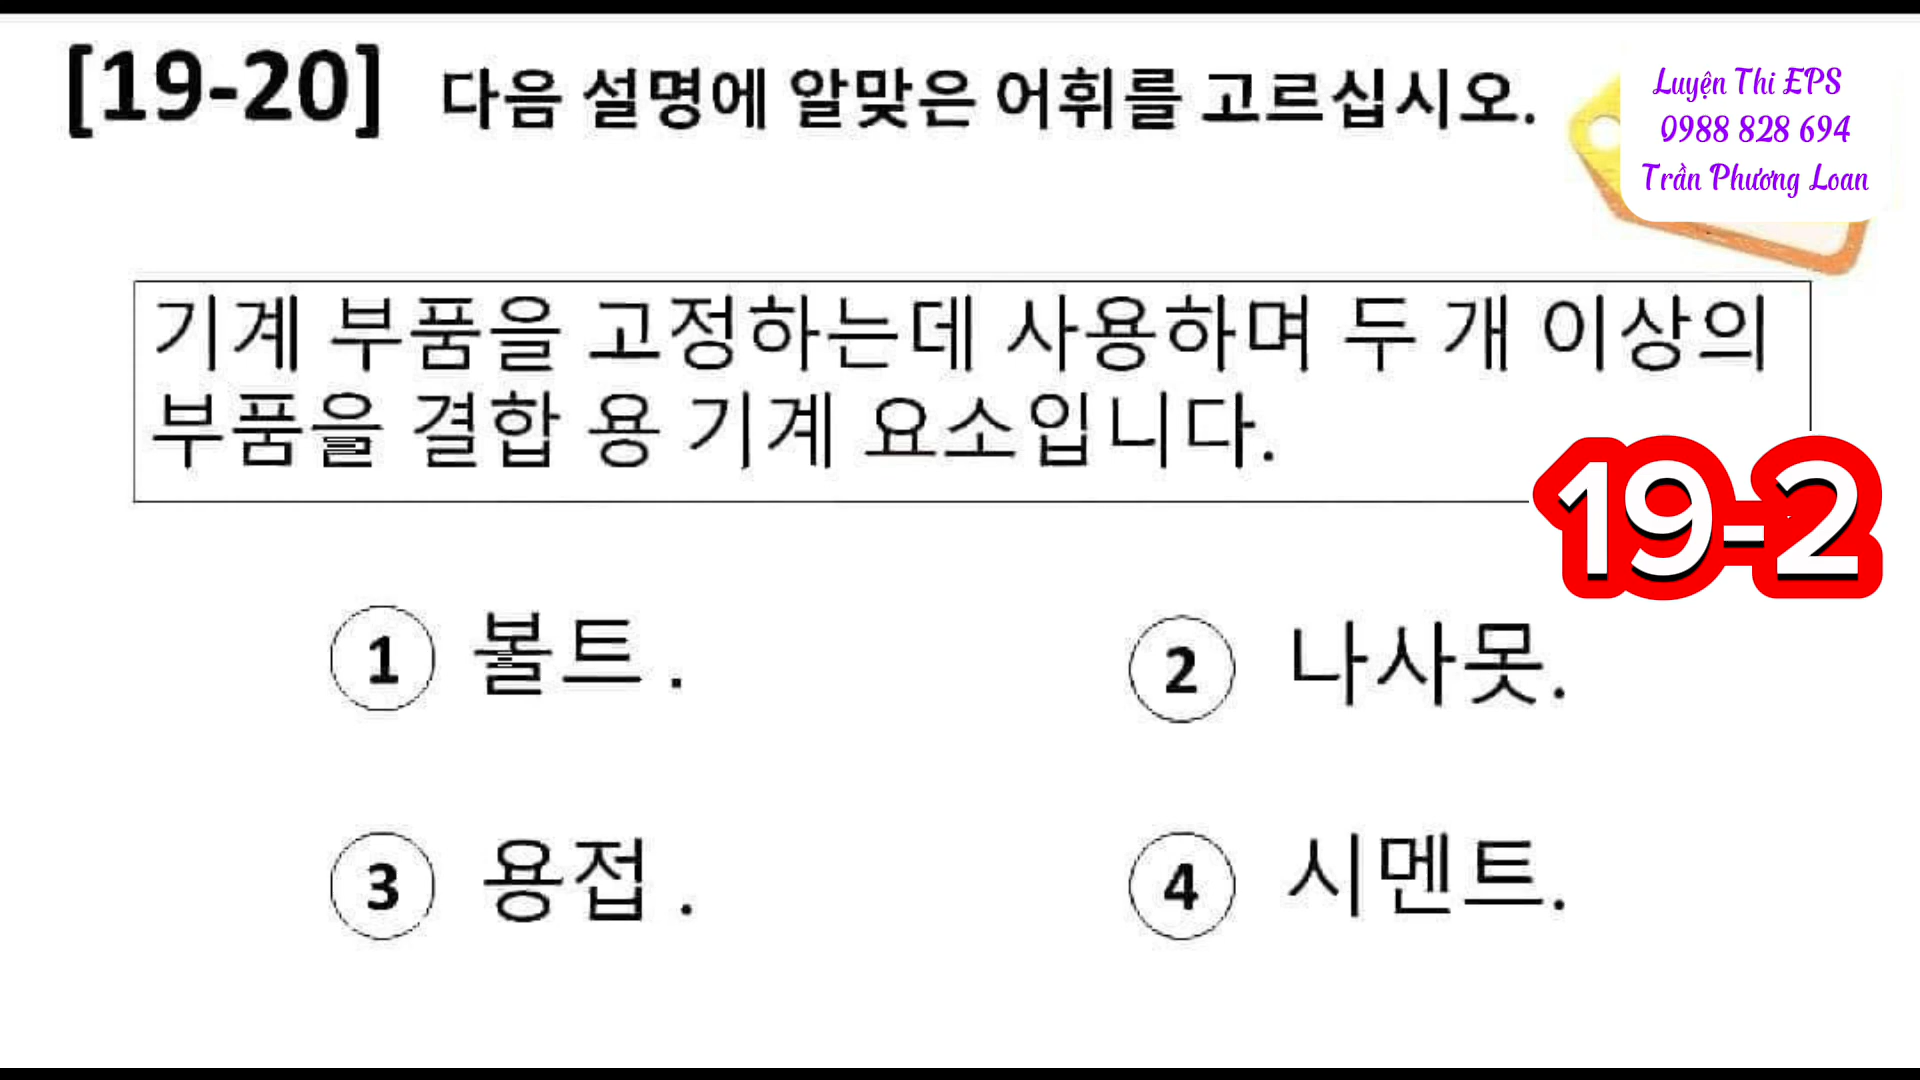 [19-20] 다음 설명에 알맞은 어휘를 고르십시오.
Luyện Thi EPS
0988 828 694
Trần Phương Loan
기계 부품을 고정하는데 사용하며 두 개 이상의
부품을 결합 용 기계 요소입니다.
19-2
1 볼트 .
2 나사못.
3 용접 .
4 시멘트.